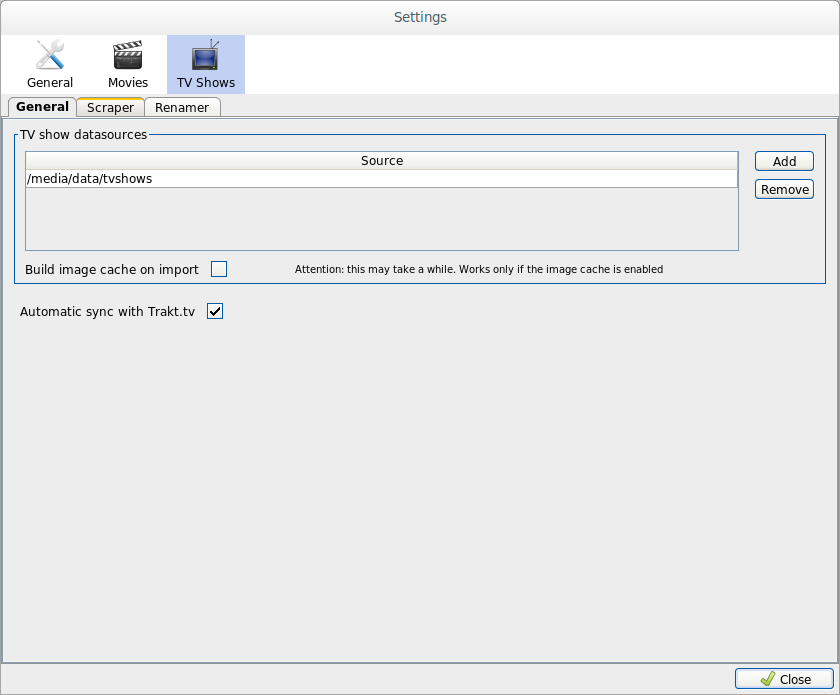 Settings
General Movies TV Shows
General Scraper Renamer
TV show datasources
Source
Add
/media/data/tvshows
Remove
Build image cache on import Attention: this may take a while. Works only if the image cache is enabled
Automatic sync with Trakt.tv
Close